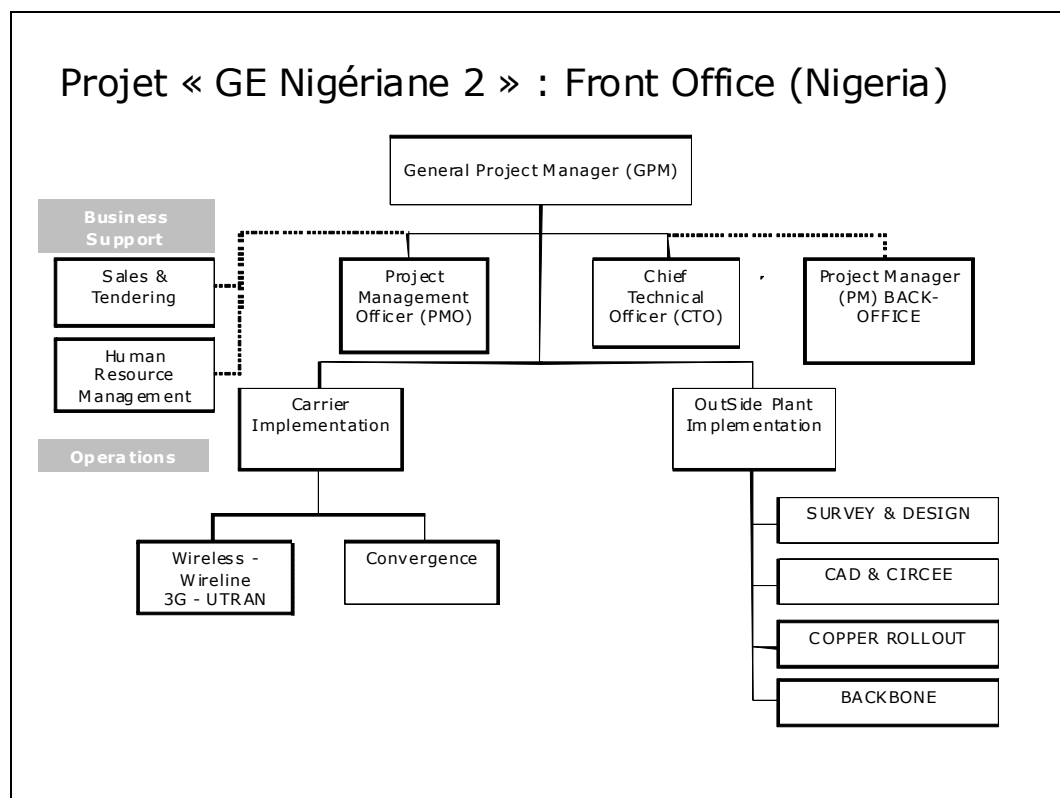 Projet « GE Nigériane 2 » : Front Office (Nigeria)
General Project Manager (GPM)
Business
Support
Sales &
Tendering
Project
Management
Officer (PMO)
Chief
Technical
Officer (CTO)
Project Manager
(PM) BACK-
OFFICE
Human
Resource
Management
Carrier
Implementation
OutSide Plant
Implementation
Operations
Wireless -
Wireline
3G - UTRAN
Convergence
SURVEY & DESIGN
CAD & CIRCEE
COPPER ROLLOUT
BACKBONE